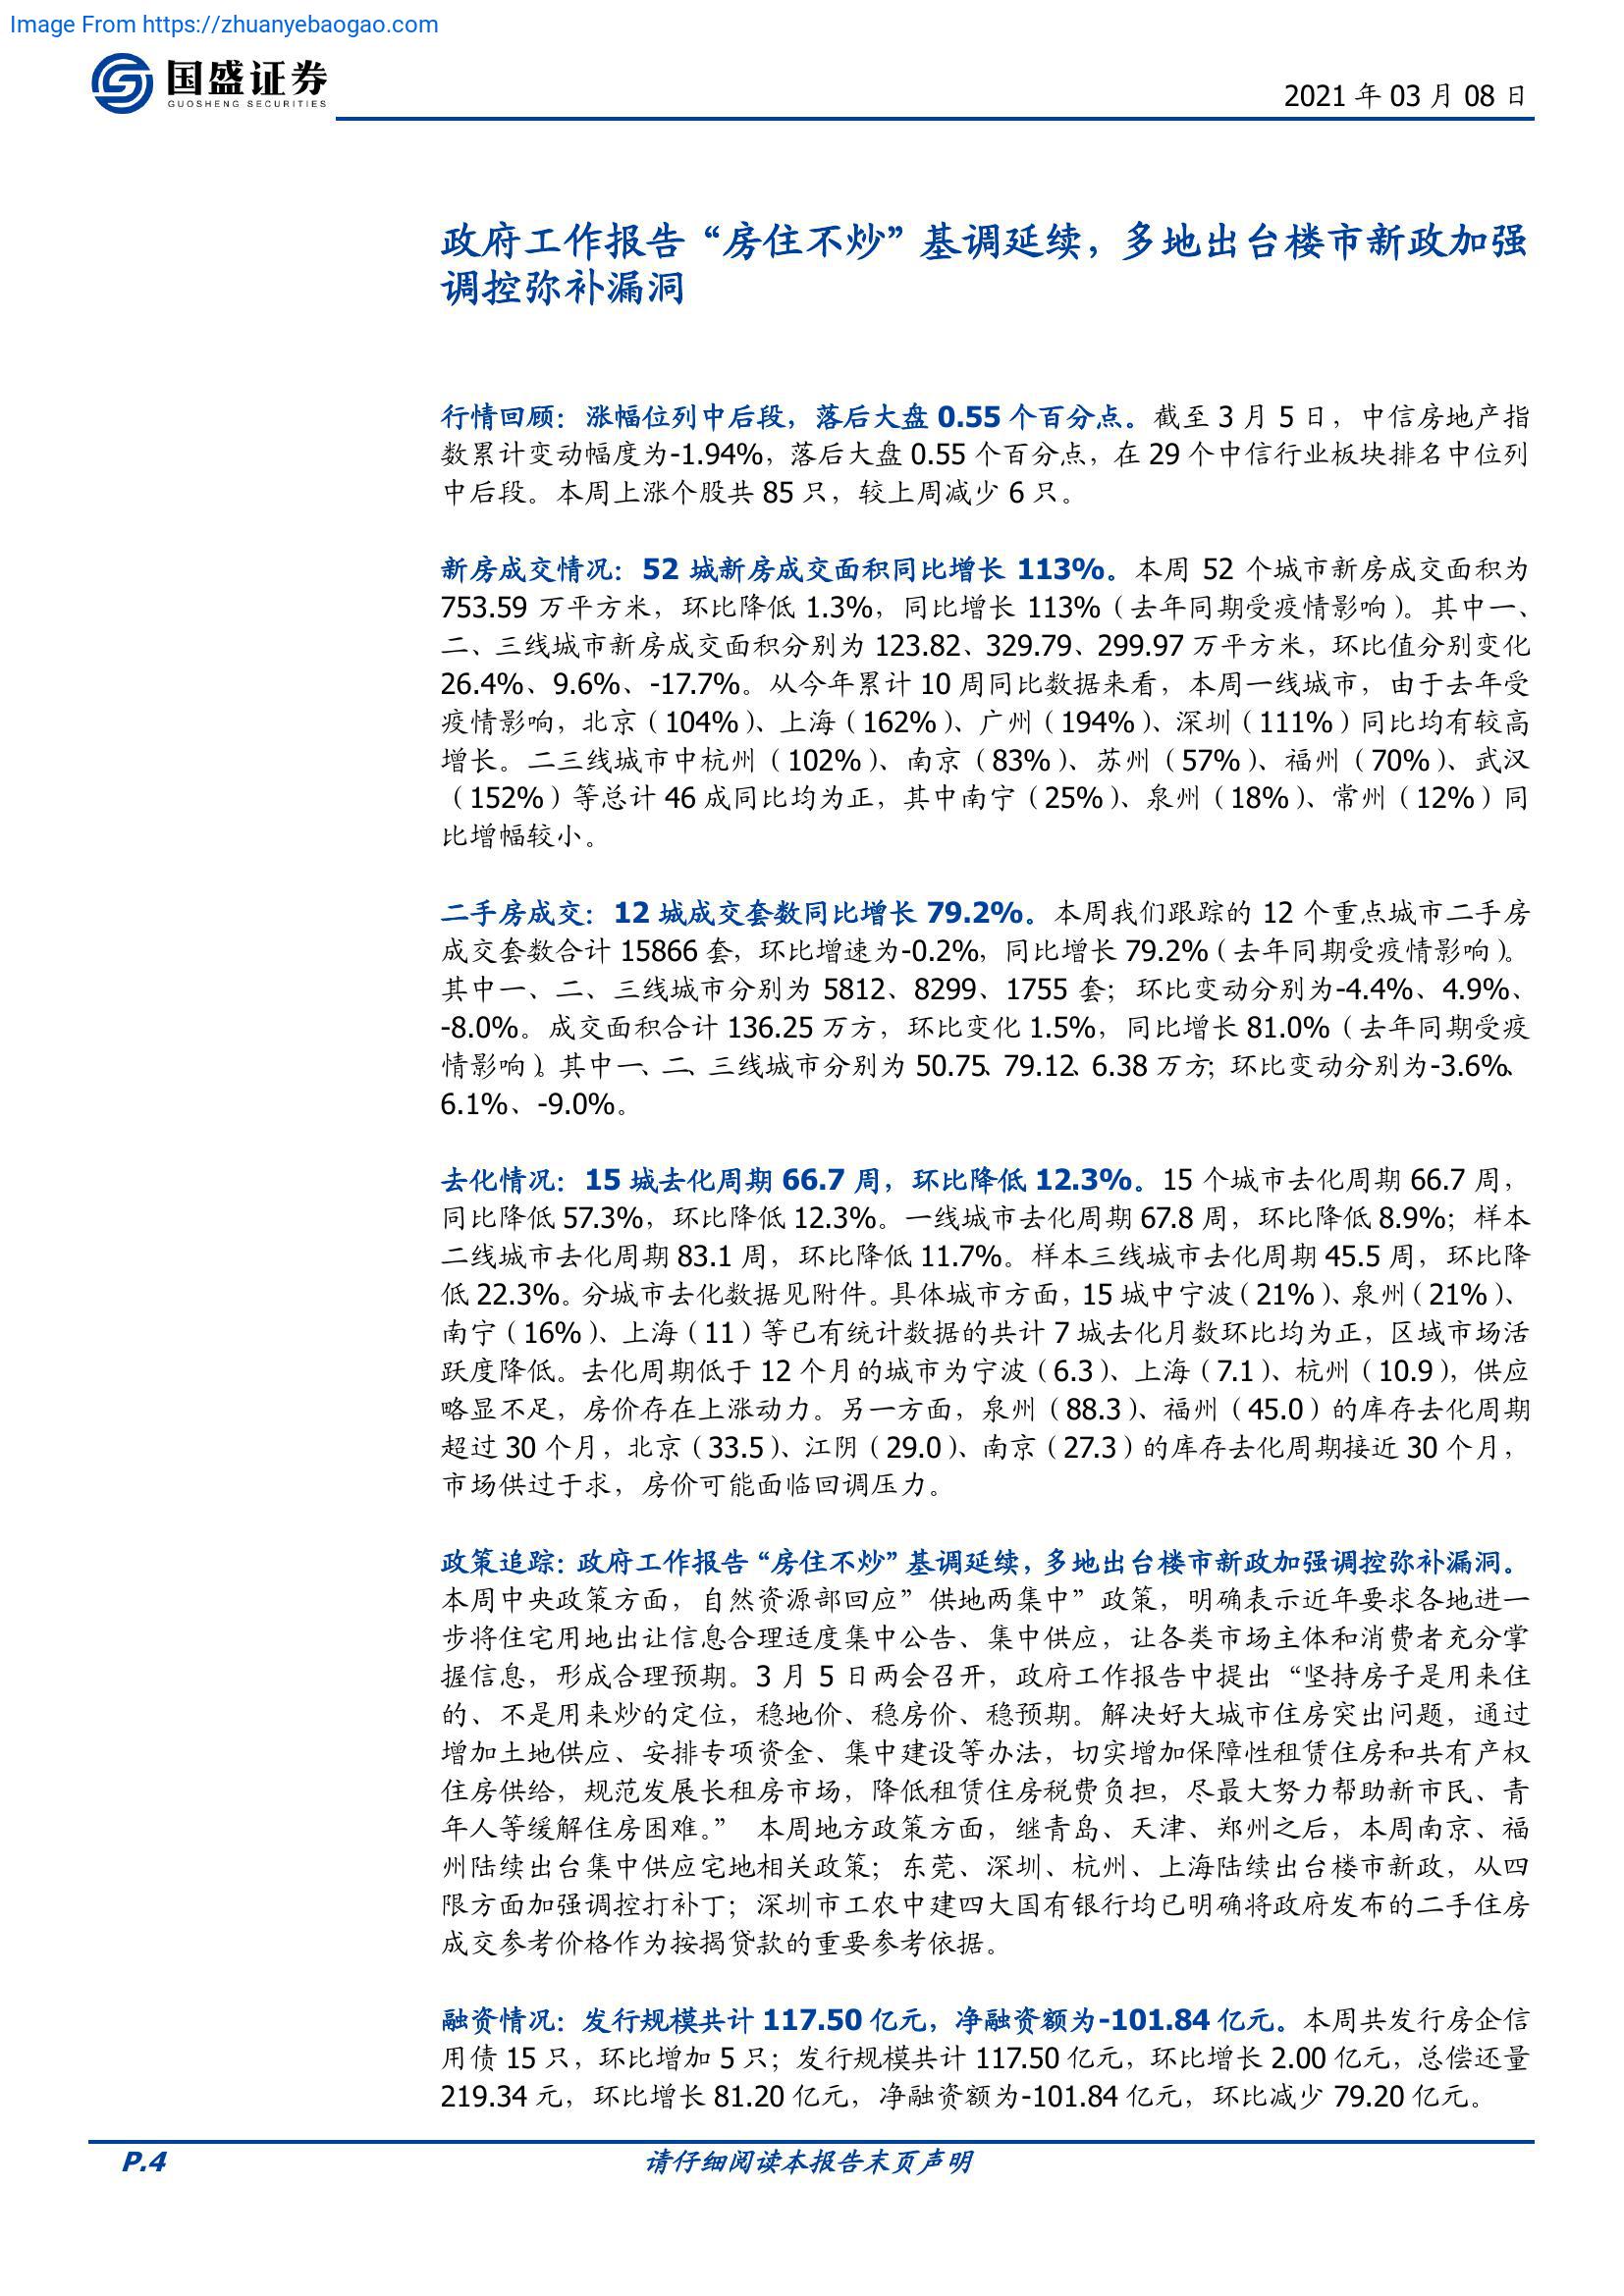 Image From https://zhuanyebaogao.com
国盛证券
GUOSHENG SECURITIES
2021 年 03 月 08 日
政府工作报告“房住不炒”基调延续，多地出台楼市新政加强
调控弥补漏洞
行情回顾：涨幅位列中后段，落后大盘 0.55 个百分点。截至 3 月 5 日，中信房地产指
数累计变动幅度为-1.94%，落后大盘 0.55 个百分点，在 29 个中信行业板块排名中位列
中后段。本周上涨个股共 85 只，较上周减少 6 只。
新房成交情况：52 城新房成交面积同比增长 113%。本周 52 个城市新房成交面积为
753.59 万平方米，环比降低 1.3%，同比增长 113%（去年同期受疫情影响）。其中一、
二、三线城市新房成交面积分别为 123.82、329.79、299.97 万平方米，环比值分别变化
26.4%、9.6%、-17.7%。从今年累计 10 周同比数据来看，本周一线城市，由于去年受
疫情影响，北京（104%）、上海（162%）、广州（194%）、深圳（111%）同比均有较高
增长。二三线城市中杭州（102%）、南京（83%）、苏州（57%）、福州（70%）、武汉
（152%）等总计 46 成同比均为正，其中南宁（25%）、泉州（18%）、常州（12%）同
比增幅较小。
二手房成交：12 城成交套数同比增长 79.2%。本周我们跟踪的 12 个重点城市二手房
成交套数合计 15866 套，环比增速为-0.2%，同比增长 79.2%（去年同期受疫情影响）。
其中一、二、三线城市分别为 5812、8299、1755 套；环比变动分别为-4.4%、4.9%、
-8.0%。成交面积合计 136.25 万方，环比变化 1.5%，同比增长 81.0%（去年同期受疫
情影响）。其中一、二、三线城市分别为 50.75、79.12、6.38 万方；环比变动分别为-3.6%、
6.1%、-9.0%。
去化情况：15 城去化周期 66.7 周，环比降低 12.3%。15 个城市去化周期 66.7 周，
同比降低 57.3%，环比降低 12.3%。一线城市去化周期 67.8 周，环比降低 8.9%；样本
二线城市去化周期 83.1 周，环比降低 11.7%。样本三线城市去化周期 45.5 周，环比降
低 22.3%。分城市去化数据见附件。具体城市方面，15 城中宁波（21%）、泉州（21%）、
南宁（16%）、上海（11）等已有统计数据的共计 7 城去化月数环比均为正，区域市场活
跃度降低。去化周期低于 12 个月的城市为宁波（6.3）、上海（7.1）、杭州（10.9），供应
略显不足，房价存在上涨动力。另一方面，泉州（88.3）、福州（45.0）的库存去化周期
超过 30 个月，北京（33.5）、江阴（29.0）、南京（27.3）的库存去化周期接近 30 个月，
市场供过于求，房价可能面临回调压力。
政策追踪：政府工作报告“房住不炒”基调延续，多地出台楼市新政加强调控弥补漏洞。
本周中央政策方面，自然资源部回应”供地两集中”政策，明确表示近年要求各地进一
步将住宅用地出让信息合理适度集中公告、集中供应，让各类市场主体和消费者充分掌
握信息，形成合理预期。3 月 5 日两会召开，政府工作报告中提出“坚持房子是用来住
的、不是用来炒的定位，稳地价、稳房价、稳预期。解决好大城市住房突出问题，通过
增加土地供应、安排专项资金、集中建设等办法，切实增加保障性租赁住房和共有产权
住房供给，规范发展长租房市场，降低租赁住房税费负担，尽最大努力帮助新市民、青
年人等缓解住房困难。” 本周地方政策方面，继青岛、天津、郑州之后，本周南京、福
州陆续出台集中供应宅地相关政策；东莞、深圳、杭州、上海陆续出台楼市新政，从四
限方面加强调控打补丁；深圳市工农中建四大国有银行均已明确将政府发布的二手住房
成交参考价格作为按揭贷款的重要参考依据。
融资情况：发行规模共计 117.50 亿元，净融资额为-101.84 亿元。本周共发行房企信
用债 15 只，环比增加 5 只；发行规模共计 117.50 亿元，环比增长 2.00 亿元，总偿还量
219.34 元，环比增长 81.20 亿元，净融资额为-101.84 亿元，环比减少 79.20 亿元。
P.4
请仔细阅读本报告末页声明